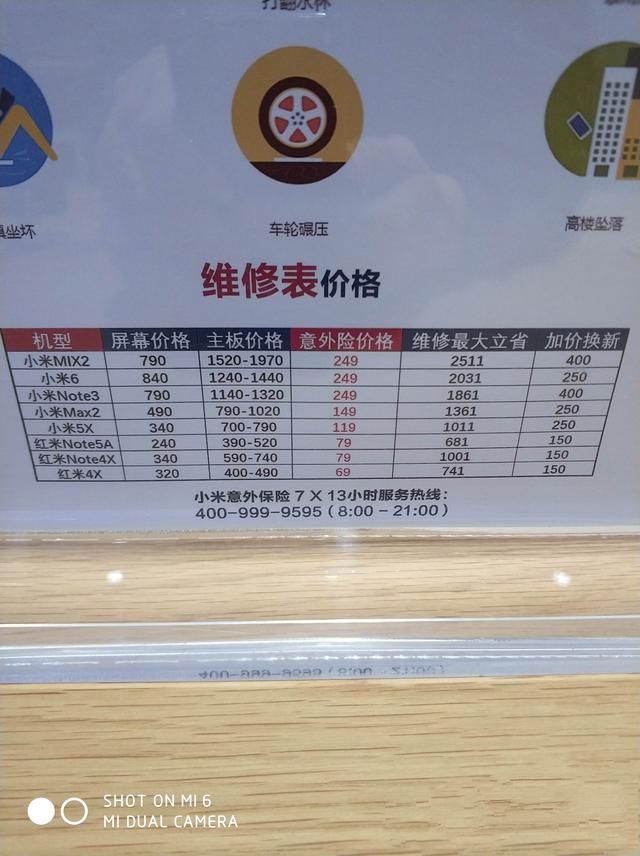 打翻水杯
坐坏
车轮碾压
高楼坠落
维修表价格
机型 屏幕价格 主板价格 意外险价格 维修最大立省 加价换新
小米MIX2 790 1520-1970 249 2511 400
小米6 840 1240-1440 249 2031 250
小米Note3 790 1140-1320 249 1861 400
小米Max2 490 790-1020 149 1361 250
小米5X 340 700-790 119 1011 250
红米Note5A 240 390-520 79 681 150
红米Note4X 340 590-740 79 1001 150
红米4X 320 400-490 69 741 150
小米意外保险 7 X 13小时服务热线：
400-999-9595（8:00 - 21:00）
SHOT ON MI 6
MI DUAL CAMERA